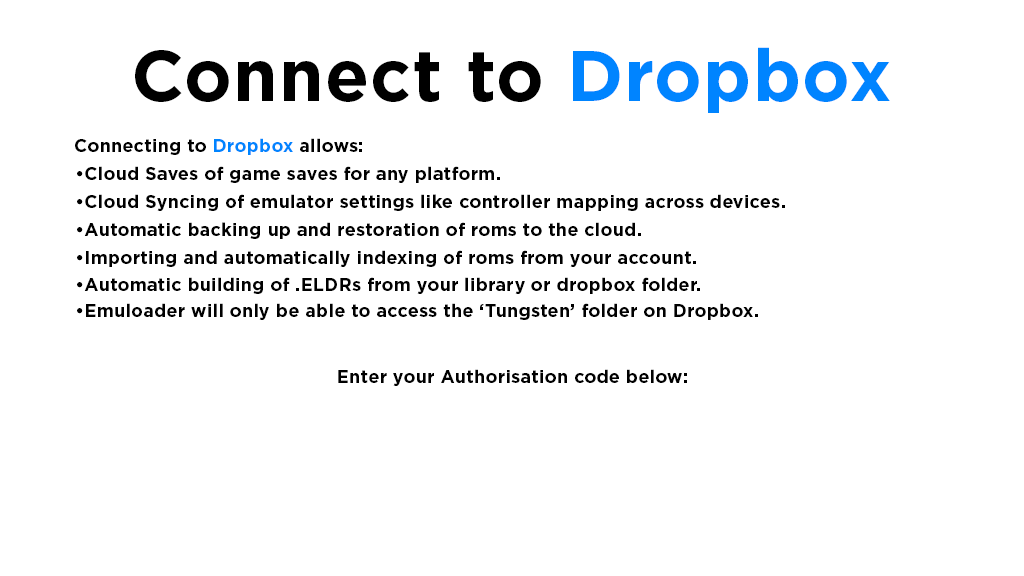 Connect to Dropbox
Connecting to Dropbox allows:
•Cloud Saves of game saves for any platform.
•Cloud Syncing of emulator settings like controller mapping across devices.
•Automatic backing up and restoration of roms to the cloud.
•Importing and automatically indexing of roms from your account.
•Automatic building of .ELDRs from your library or dropbox folder.
•Emuloader will only be able to access the ‘Tungsten’ folder on Dropbox.
Enter your Authorisation code below: